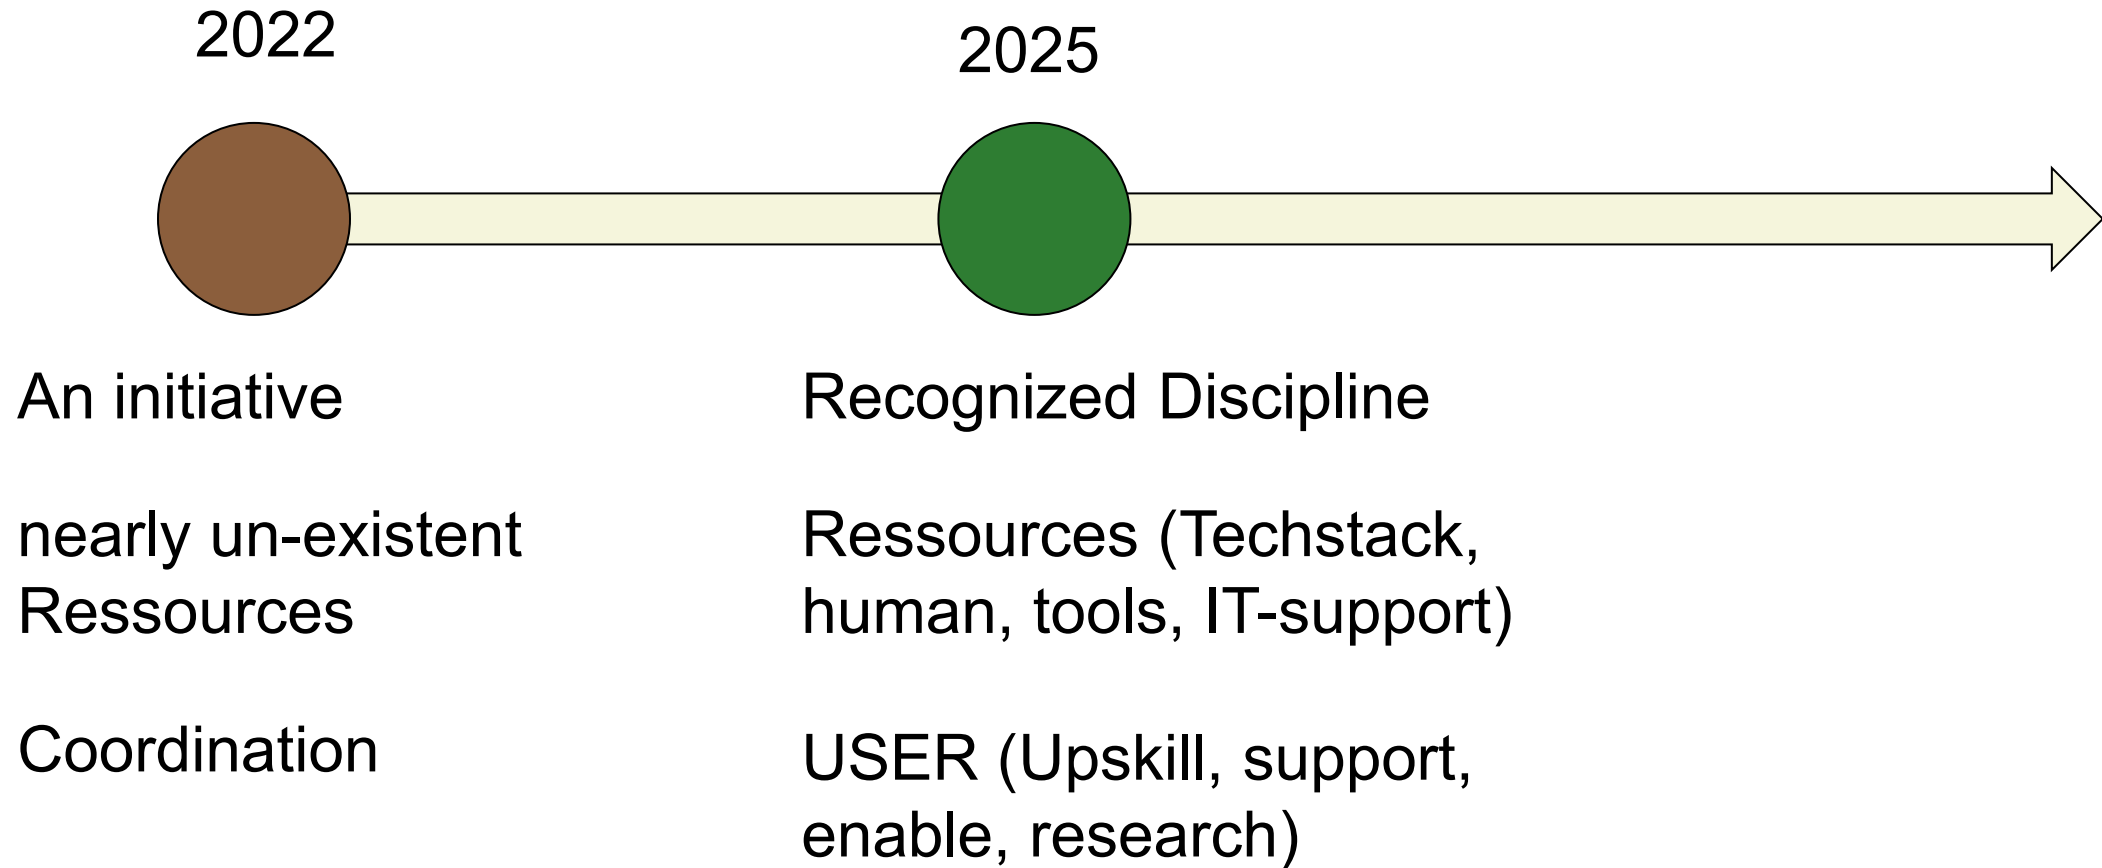 2022
2025
An initiative
nearly un-existent
Ressources
Coordination
Recognized Discipline
Ressources (Techstack,
human, tools, IT-support)
USER (Upskill, support,
enable, research)